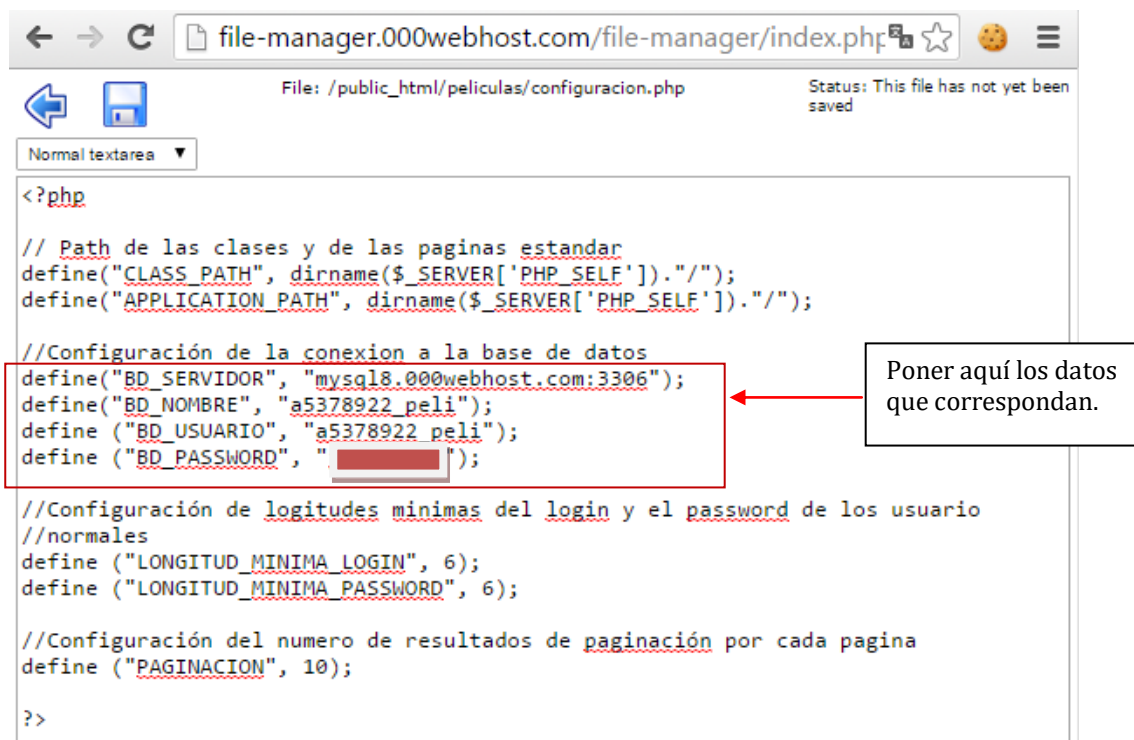 file-manager.000webhost.com/file-manager/index.php
File: /public_html/peliculas/configuracion.php
Status: This file has not yet been
saved
Normal textarea
<?php
// Path de las clases y de las paginas estandar
define("CLASS_PATH", dirname($_SERVER['PHP_SELF'])."/");
define("APPLICATION_PATH", dirname($_SERVER['PHP_SELF'])."/");
//Configuración de la conexion a la base de datos
define("BD_SERVIDOR", "mysql8.000webhost.com:3306");
define("BD_NOMBRE", "a5378922_peli");
define ("BD_USUARIO", "a5378922_peli");
define ("BD_PASSWORD", "");
Poner aquí los datos
que correspondan.
//Configuración de logitudes minimas del login y el password de los usuario
//normales
define ("LONGITUD_MINIMA_LOGIN", 6);
define ("LONGITUD_MINIMA_PASSWORD", 6);
//Configuración del numero de resultados de paginación por cada pagina
define ("PAGINACION", 10);
?>